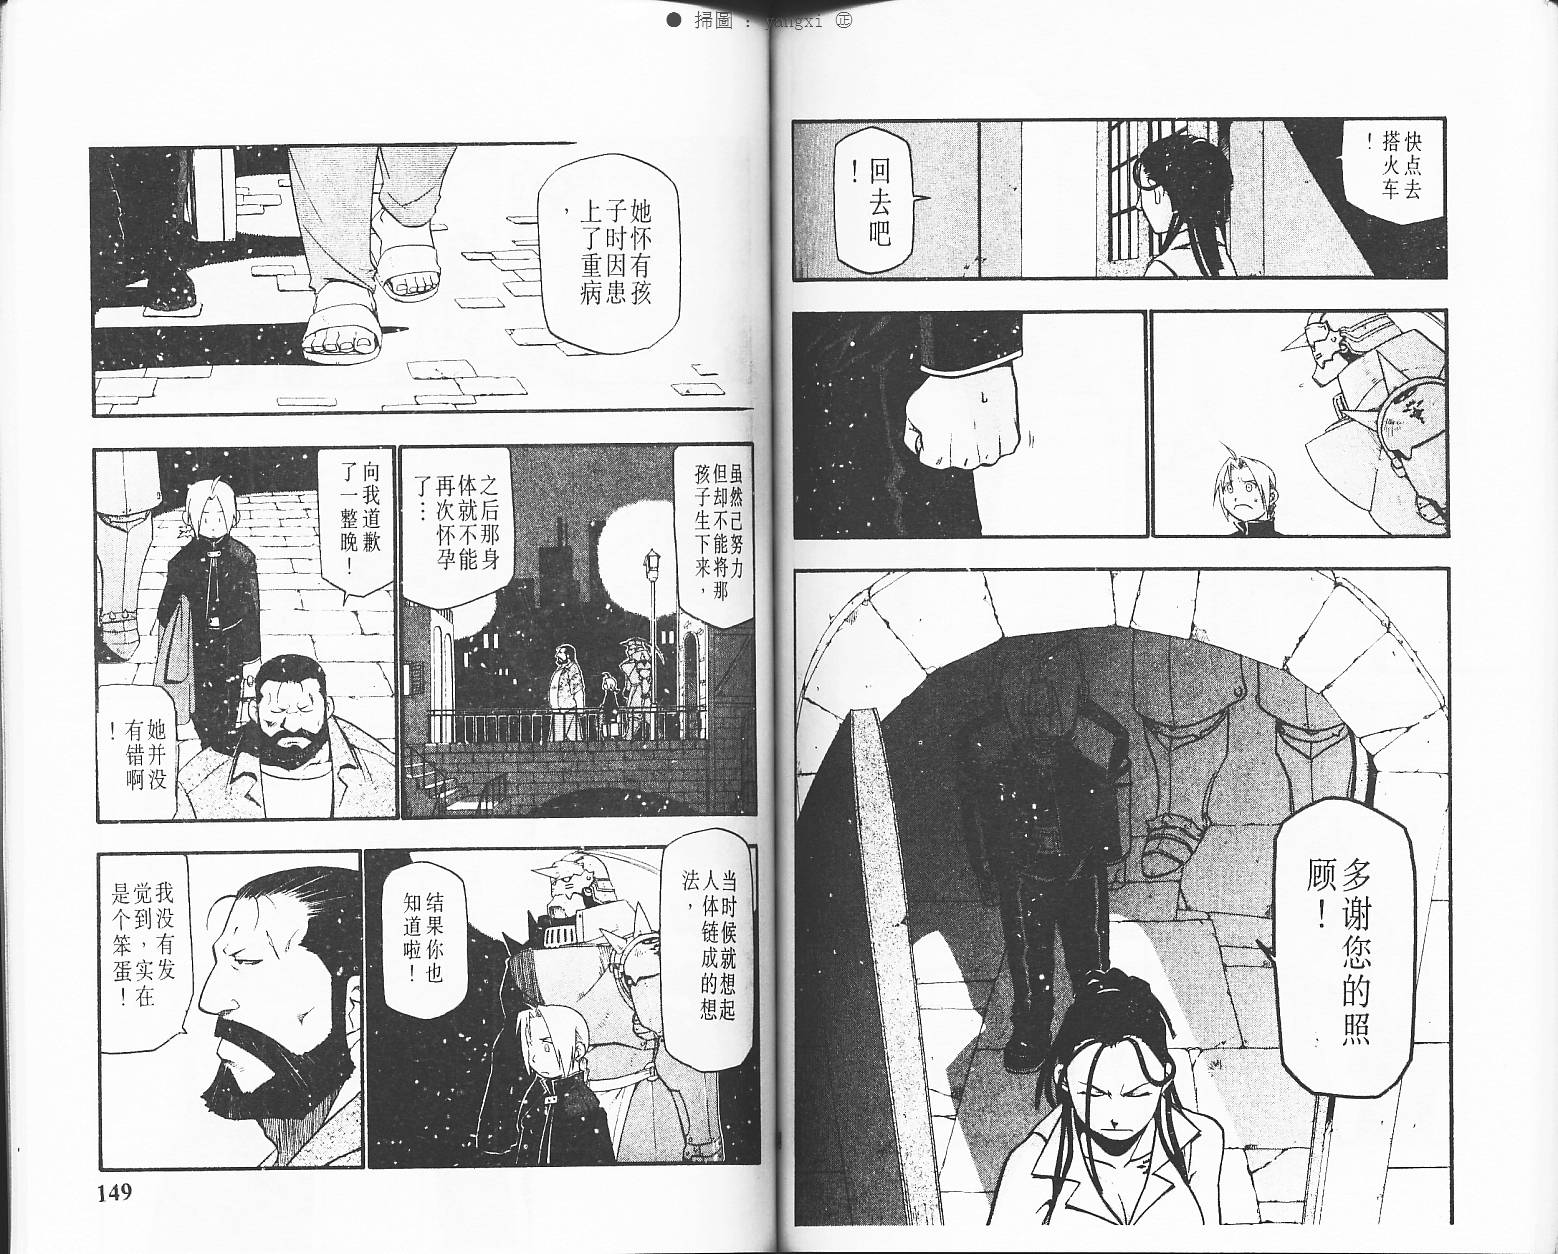 ● 掃圖 : yangxi ㊣
快点去
搭火车
!
回去吧
!
多谢您的照
顾!
她怀有孩
子时因患
上了重病
,
虽然己努力
但却不能将那
孩子生下来,
之后那身
体就不能
再次怀孕
了…
向我道歉
了一整晚!
她并没
有错啊
!
当时候就想起
人体链成的想
法,
结果你也
知道啦!
我没有发
觉到,实在
是个笨蛋!
149